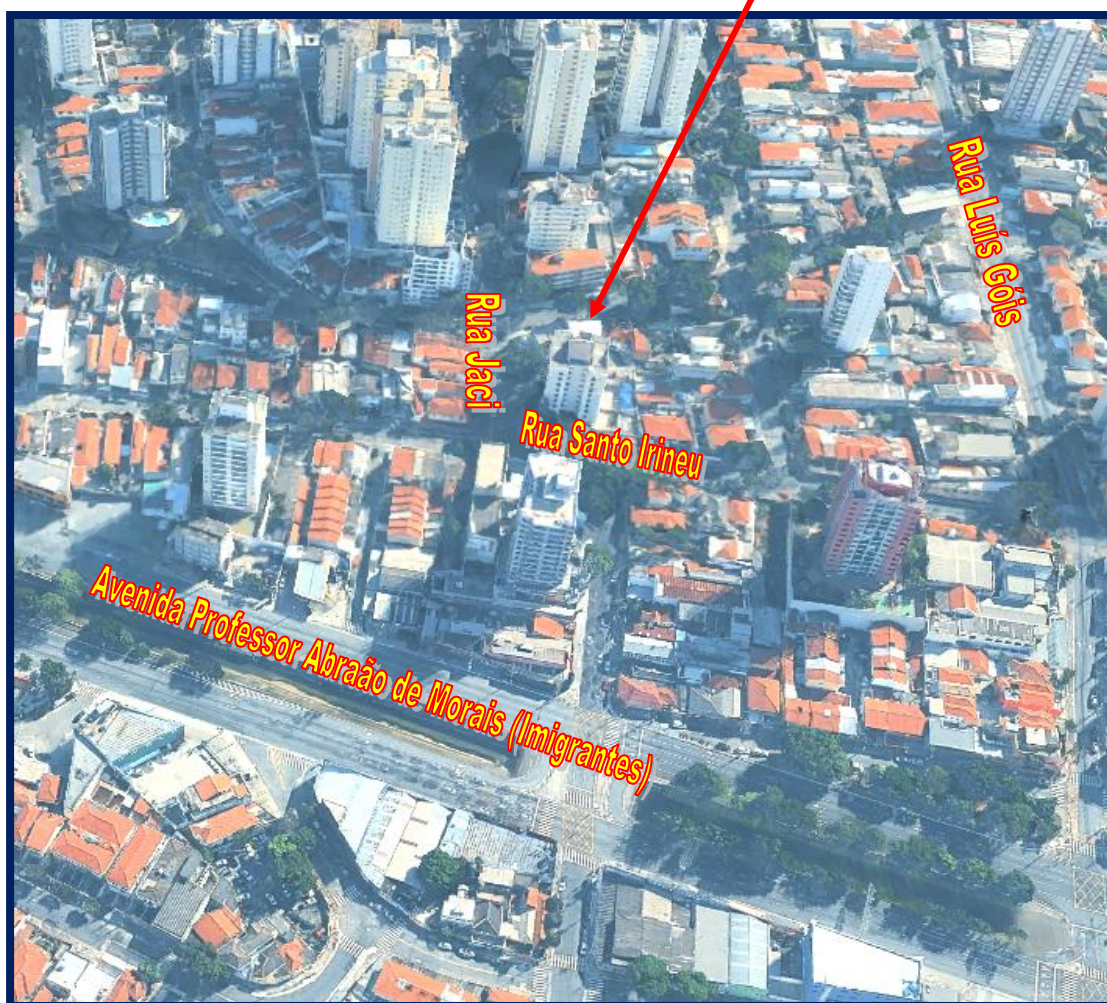 Rua Luís Góis
Rua Jaci
Rua Santo Irineu
Avenida Professor Abraão de Morais (Imigrantes)